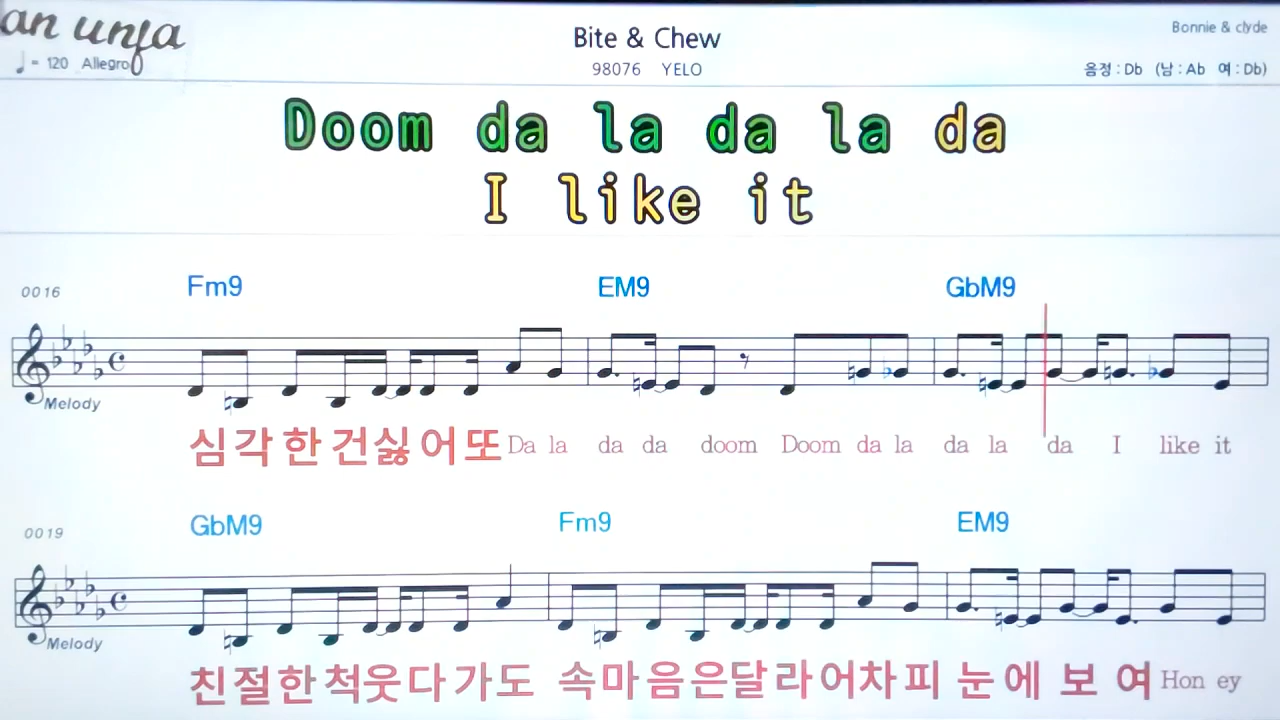 an unfa
Bite & Chew
Bonnie & clyde
♩= 120 Allegro
98076 YELO
음정 : Db (남 : Ab 여 : Db)
Doom da la da la da
I like it
0016
Fm9 EM9 GbM9
Melody
심각한건싫어또 Da la da da doom Doom da la da la da I like it
0019
GbM9 Fm9 EM9
Melody
친절한척웃다가도 속마음은달라어차피 눈에 보여 Hon ey